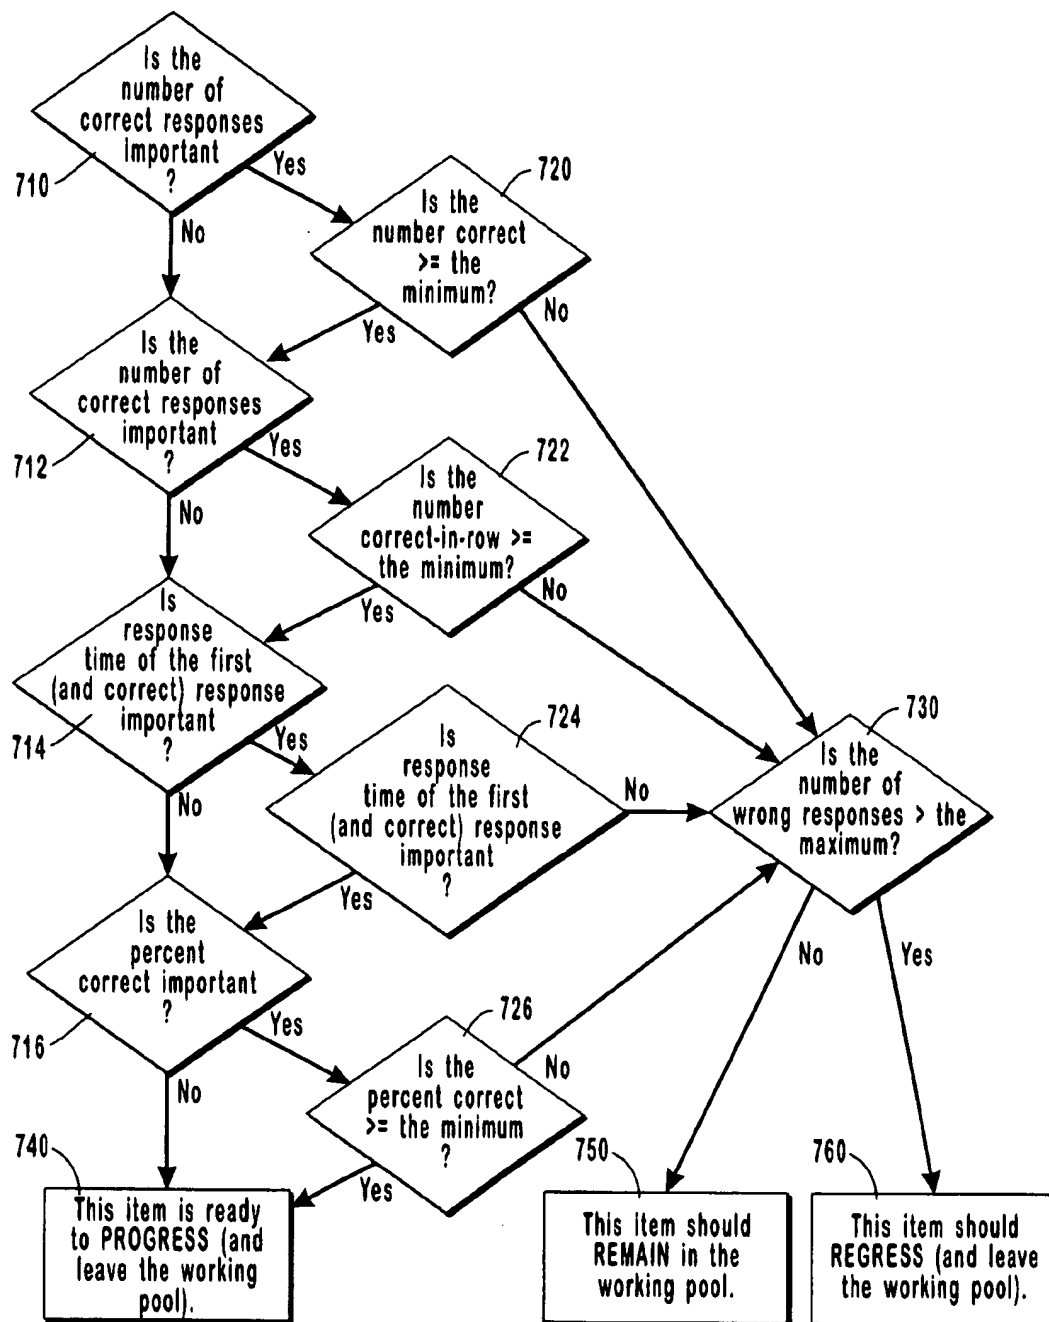 Is the
number of
correct responses
important
?
710
Yes
No
720
Is the
number correct
>= the
minimum?
Yes
No
Is the
number of
correct responses
important
?
712
Yes
No
722
Is the
number
correct-in-row >=
the minimum?
Yes
No
Is
response
time of the first
(and correct) response
important
?
714
Yes
No
724
Is
response
time of the first
(and correct) response
important
?
Yes
No
730
Is the
number of
wrong responses > the
maximum?
No
Yes
Is the
percent
correct important
?
716
Yes
No
726
Is the
percent correct
>= the minimum
?
Yes
No
740
This item is ready
to PROGRESS (and
leave the working
pool).
750
This item should
REMAIN in the
working pool.
760
This item should
REGRESS (and leave
the working pool).